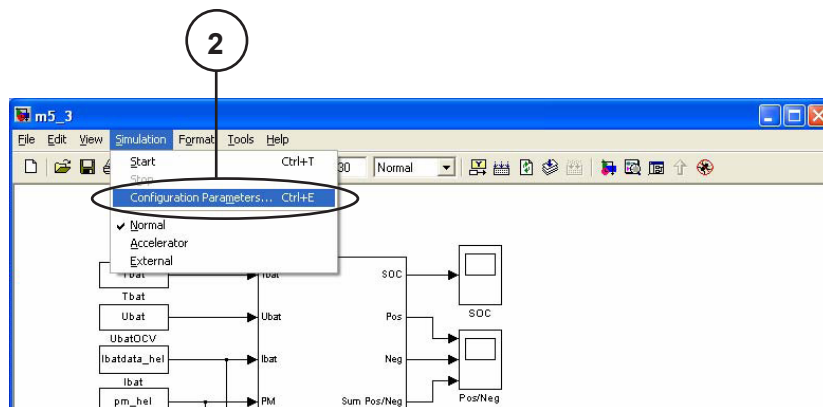 2
m5_3
File Edit View Simulation Format Tools Help
Start Ctrl+T
30 Normal
Stop
Configuration Parameters... Ctrl+E
Normal
Accelerator
External
Tbat
Tbat
SOC
Tbat
SOC
Ubat
Ubat
Pos
UbatOCV
Ibatdata_hel
Ibat
Neg
Ibat
Pos/Neg
pm_hel
PM
Sum Pos/Neg